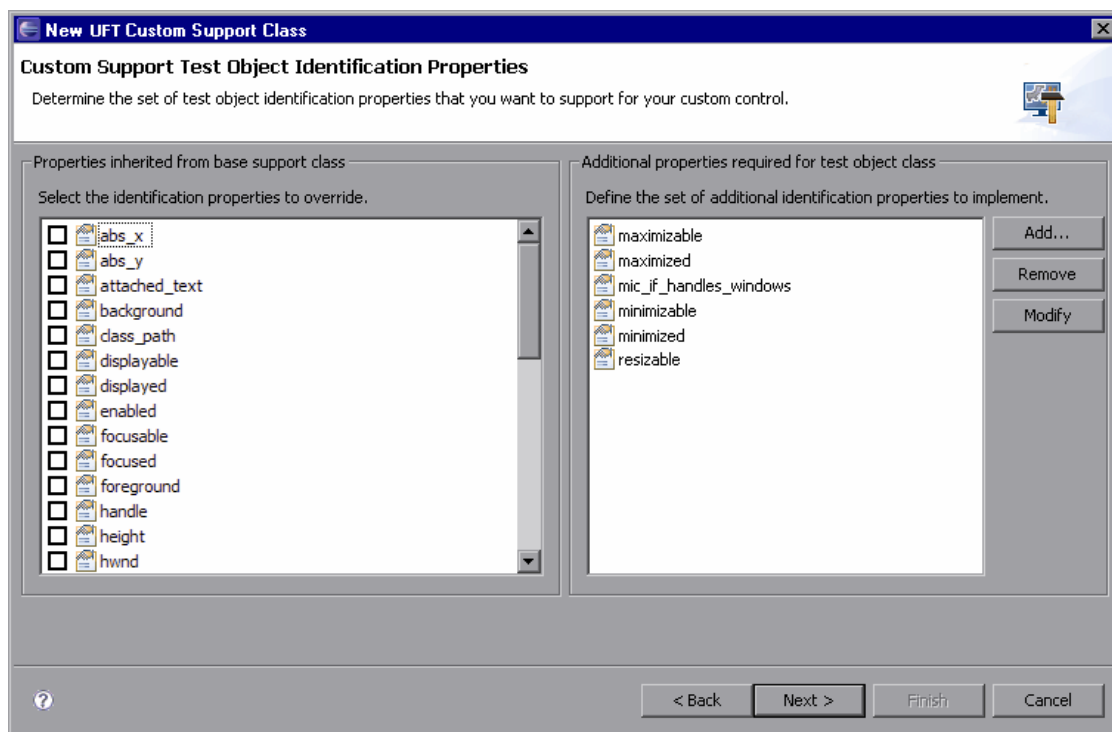 New UFT Custom Support Class
Custom Support Test Object Identification Properties
Determine the set of test object identification properties that you want to support for your custom control.
Properties inherited from base support class
Select the identification properties to override.
abs_x
abs_y
attached_text
background
class_path
displayable
displayed
enabled
focusable
focused
foreground
handle
height
hwnd
Additional properties required for test object class
Define the set of additional identification properties to implement.
maximizable
maximized
mic_if_handles_windows
minimizable
minimized
resizable
Add...
Remove
Modify
< Back
Next >
Finish
Cancel